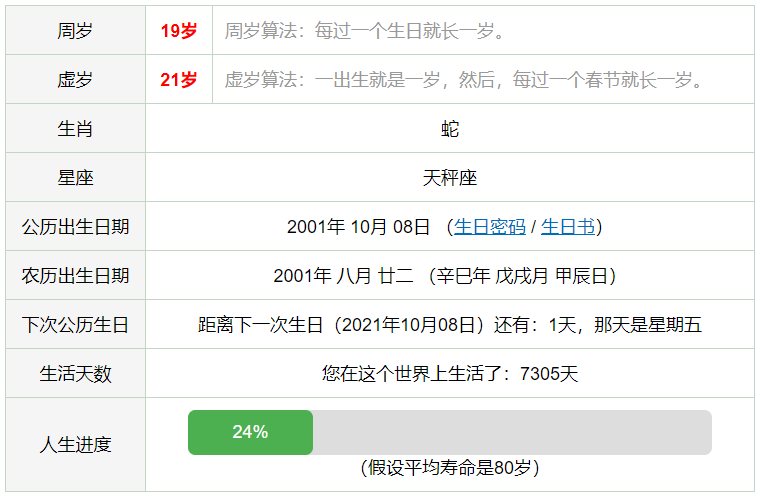 周岁 19岁 周岁算法：每过一个生日就长一岁。
虚岁 21岁 虚岁算法：一出生就是一岁，然后，每过一个春节就长一岁。
生肖 蛇
星座 天秤座
公历出生日期 2001年 10月 08日 （生日密码 / 生日书）
农历出生日期 2001年 八月 廿二 （辛巳年 戊戌月 甲辰日）
下次公历生日 距离下一次生日（2021年10月08日）还有：1天，那天是星期五
生活天数 您在这个世界上生活了：7305天
人生进度 24%
（假设平均寿命是80岁）